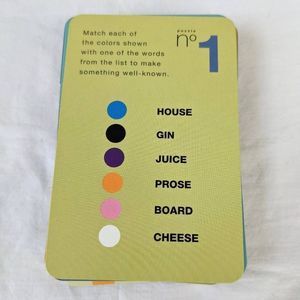 Match each of
the colors shown
with one of the words
from the list to make
something well-known.
puzzle
nº1
HOUSE
GIN
JUICE
PROSE
BOARD
CHEESE